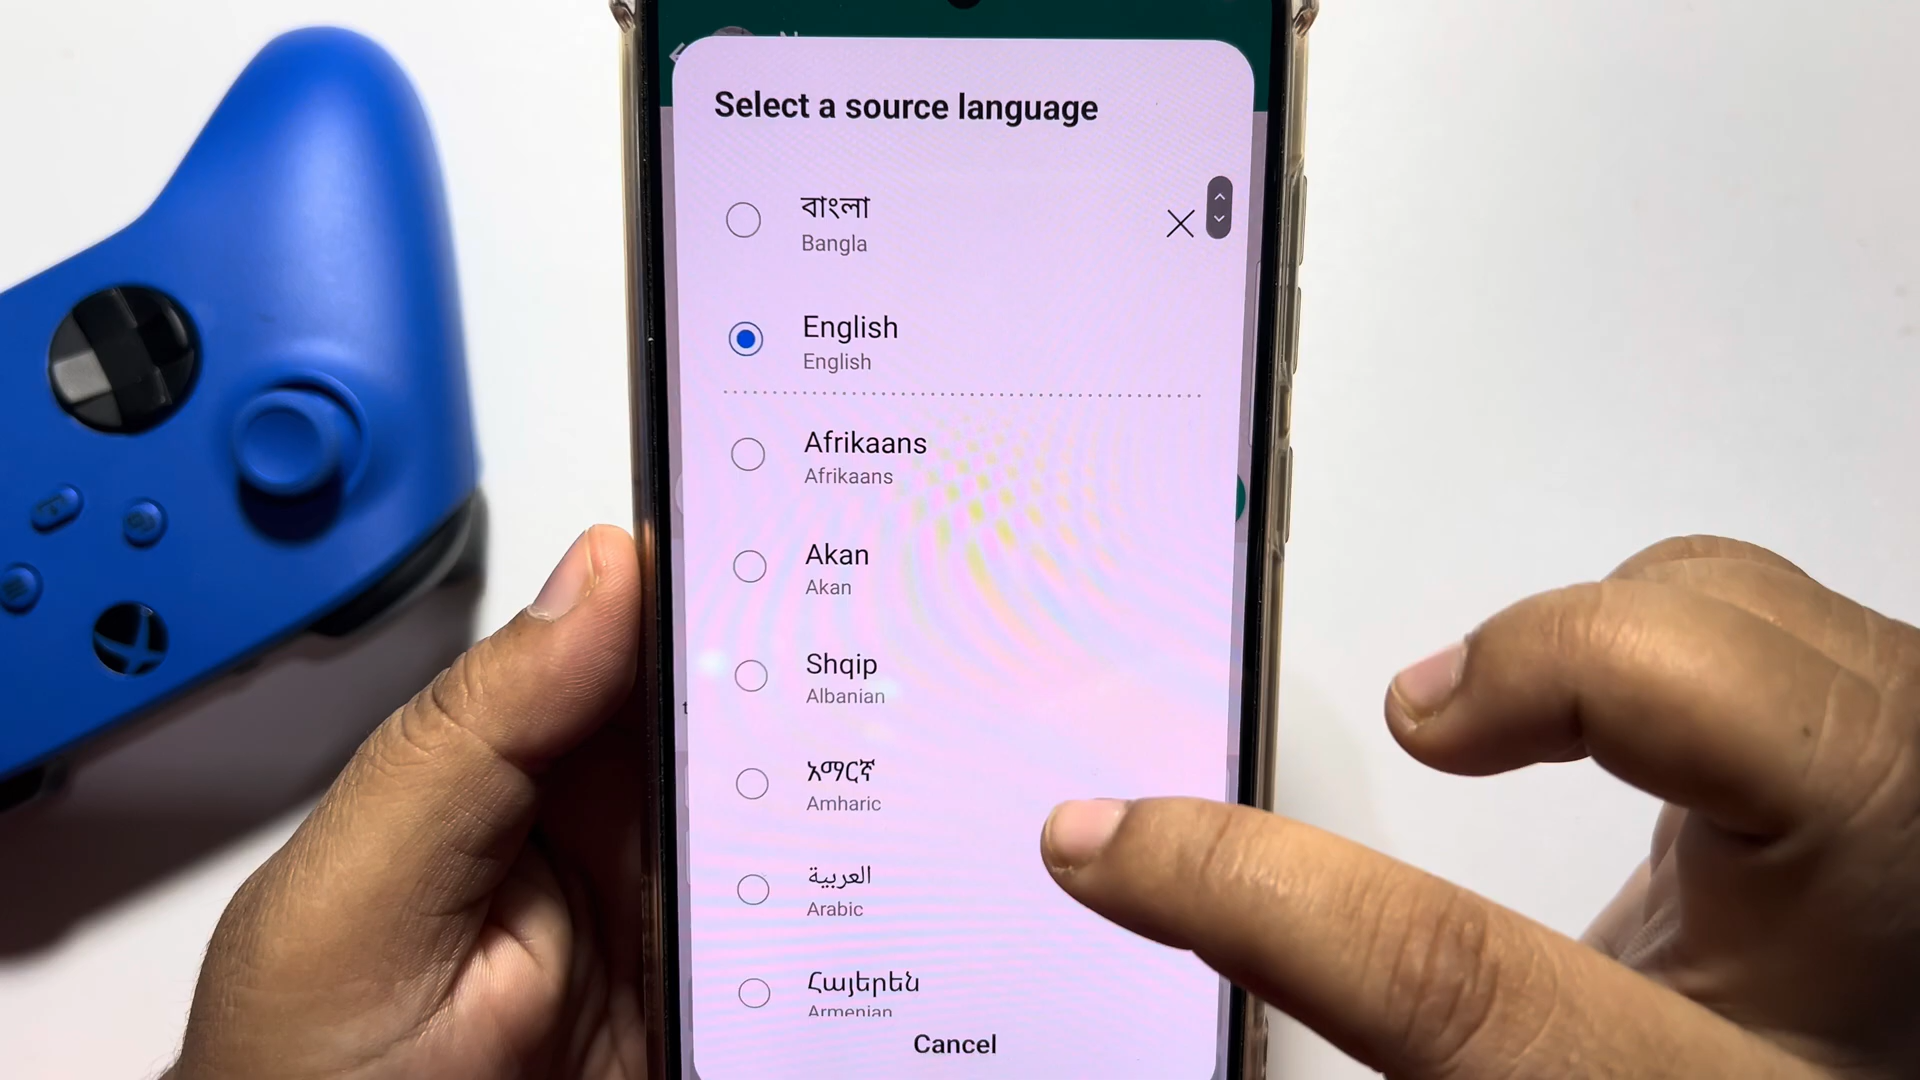 Select a source language
বাংলা
Bangla
English
English
Afrikaans
Afrikaans
Akan
Akan
Shqip
Albanian
አማርኛ
Amharic
العربية
Arabic
Հայերեն
Armenian
Cancel